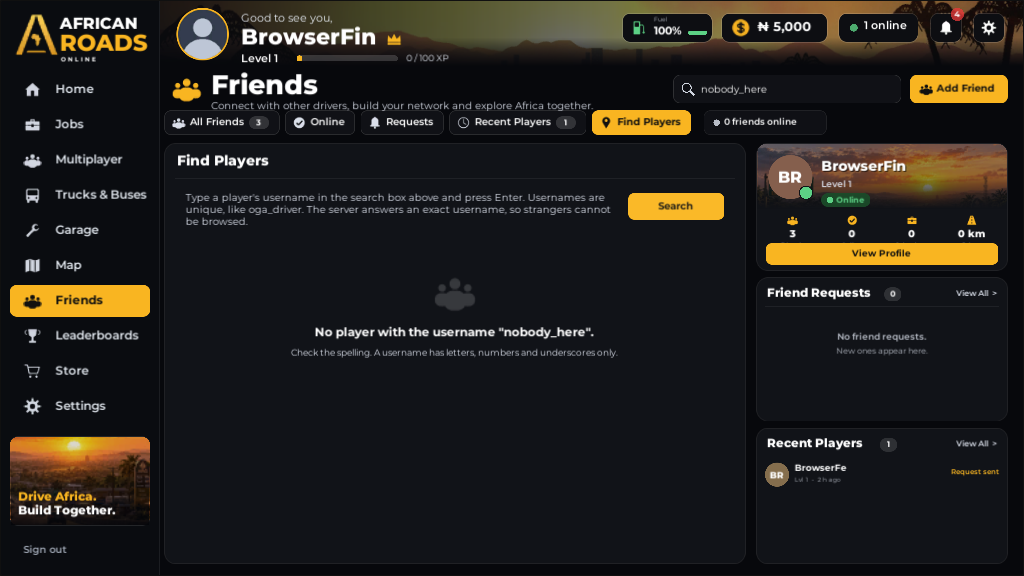 AFRICAN
ROADS
ONLINE
Good to see you,
BrowserFin
Level 1
0 / 100 XP
Fuel
100%
₦ 5,000
1 online
4
Home
Jobs
Multiplayer
Trucks & Buses
Garage
Map
Friends
Leaderboards
Store
Settings
Drive Africa.
Build Together.
Sign out
Friends
Connect with other drivers, build your network and explore Africa together.
nobody_here
Add Friend
All Friends 3
Online
Requests
Recent Players 1
Find Players
0 friends online
Find Players
Type a player's username in the search box above and press Enter. Usernames are
unique, like oga_driver. The server answers an exact username, so strangers cannot
be browsed.
Search
No player with the username "nobody_here".
Check the spelling. A username has letters, numbers and underscores only.
BR
BrowserFin
Level 1
Online
3
0
0
0 km
View Profile
Friend Requests 0
View All >
No friend requests.
New ones appear here.
Recent Players 1
View All >
BR
BrowserFe
Lvl 1 - 2 h ago
Request sent